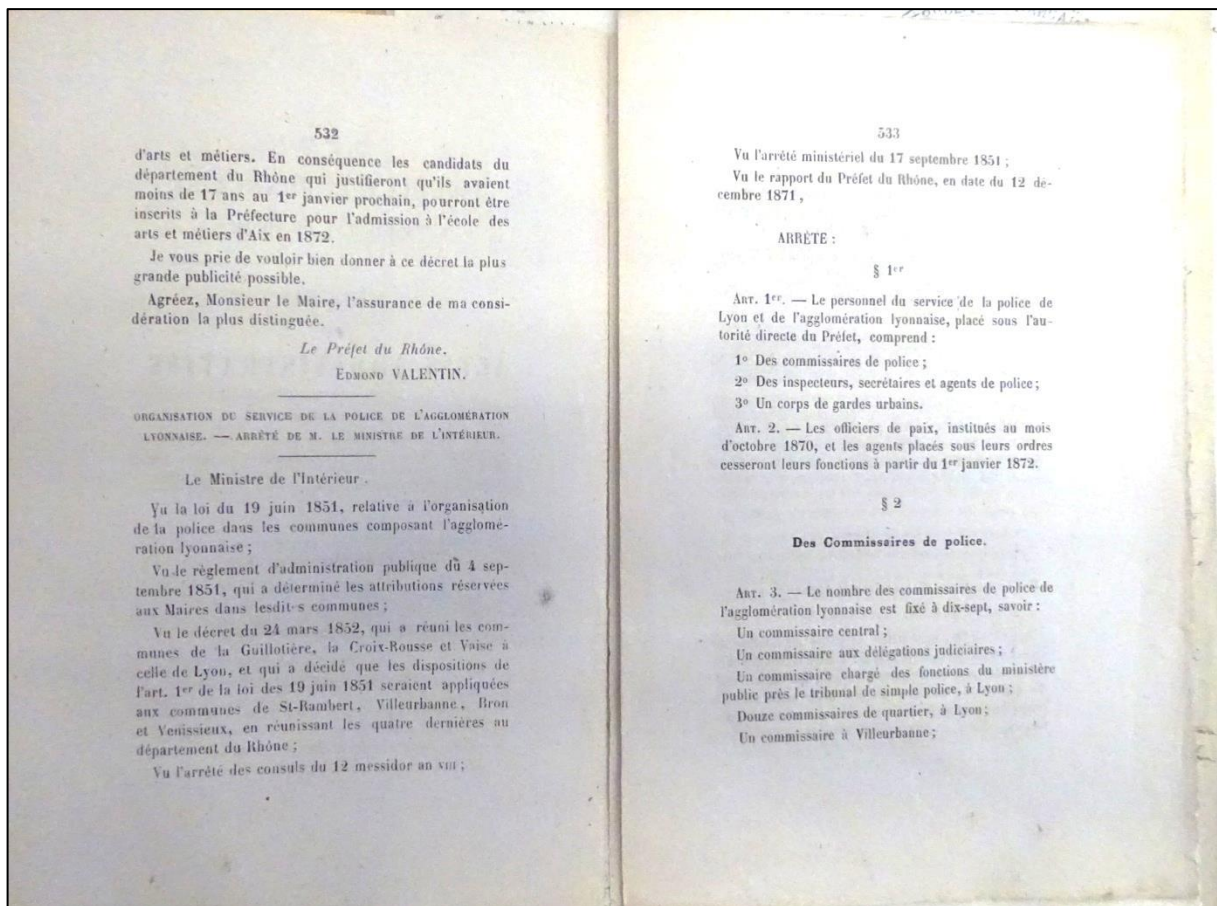 532
d'arts et métiers. En conséquence les candidats du
département du Rhône qui justifieront qu'ils avaient
moins de 17 ans au 1er janvier prochain, pourront être
inscrits à la Préfecture pour l'admission à l'école des
arts et métiers d'Aix en 1872.
Je vous prie de vouloir bien donner à ce décret la plus
grande publicité possible.
Agréez, Monsieur le Maire, l'assurance de ma consi-
dération la plus distinguée.
Le Préfet du Rhône.
EDMOND VALENTIN.
ORGANISATION DU SERVICE DE LA POLICE DE L'AGGLOMÉRATION
LYONNAISE. — ARRÊTÉ DE M. LE MINISTRE DE L'INTÉRIEUR.
Le Ministre de l'Intérieur.
Vu la loi du 19 juin 1851, relative à l'organisation
de la police dans les communes composant l'agglomé-
ration lyonnaise ;
Vu le règlement d'administration publique du 4 sep-
tembre 1851, qui a déterminé les attributions réservées
aux Maires dans lesdit·s communes ;
Vu le décret du 24 mars 1852, qui a réuni les com-
munes de la Guillotière, la Croix-Rousse et Vaise à
celle de Lyon, et qui a décidé que les dispositions de
l'art. 1er de la loi des 19 juin 1851 seraient appliquées
aux communes de St-Rambert, Villeurbanne, Bron
et Venissieux, en réunissant les quatre dernières au
département du Rhône ;
Vu l'arrêté des consuls du 12 messidor an VIII ;
533
Vu l'arrêté ministériel du 17 septembre 1851 ;
Vu le rapport du Préfet du Rhône, en date du 12 dé-
cembre 1871,
ARRÊTE :
§ 1er
ART. 1er. — Le personnel du service de la police de
Lyon et de l'agglomération lyonnaise, placé sous l'au-
torité directe du Préfet, comprend :
1° Des commissaires de police ;
2° Des inspecteurs, secrétaires et agents de police ;
3° Un corps de gardes urbains.
ART. 2. — Les officiers de paix, institués au mois
d'octobre 1870, et les agents placés sous leurs ordres
cesseront leurs fonctions à partir du 1er janvier 1872.
§ 2
Des Commissaires de police.
ART. 3. — Le nombre des commissaires de police de
l'agglomération lyonnaise est fixé à dix-sept, savoir :
Un commissaire central ;
Un commissaire aux délégations judiciaires ;
Un commissaire chargé des fonctions du ministère
public près le tribunal de simple police, à Lyon ;
Douze commissaires de quartier, à Lyon ;
Un commissaire à Villeurbanne ;